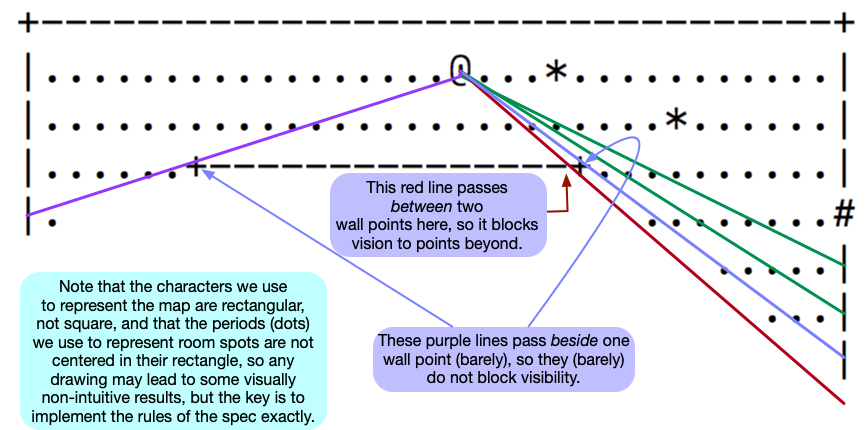 +---------------------------------+
|.................@...*...........|
|..........................*......|
|......+---------------+..........|
|.                        ........#
.....|
...|
|
This red line passes
between two
wall points here, so it blocks
vision to points beyond.
Note that the characters we use
to represent the map are rectangular,
not square, and that the periods (dots)
we use to represent room spots are not
centered in their rectangle, so any
drawing may lead to some visually
non-intuitive results, but the key is to
implement the rules of the spec exactly.
These purple lines pass beside one
wall point (barely), so they (barely)
do not block visibility.